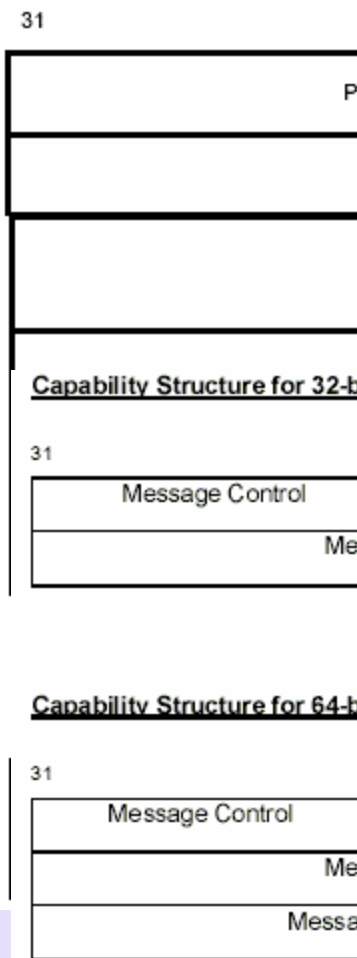 31
P
Capability Structure for 32-b
31
Message Control
Me
Capability Structure for 64-b
31
Message Control
Me
Messa